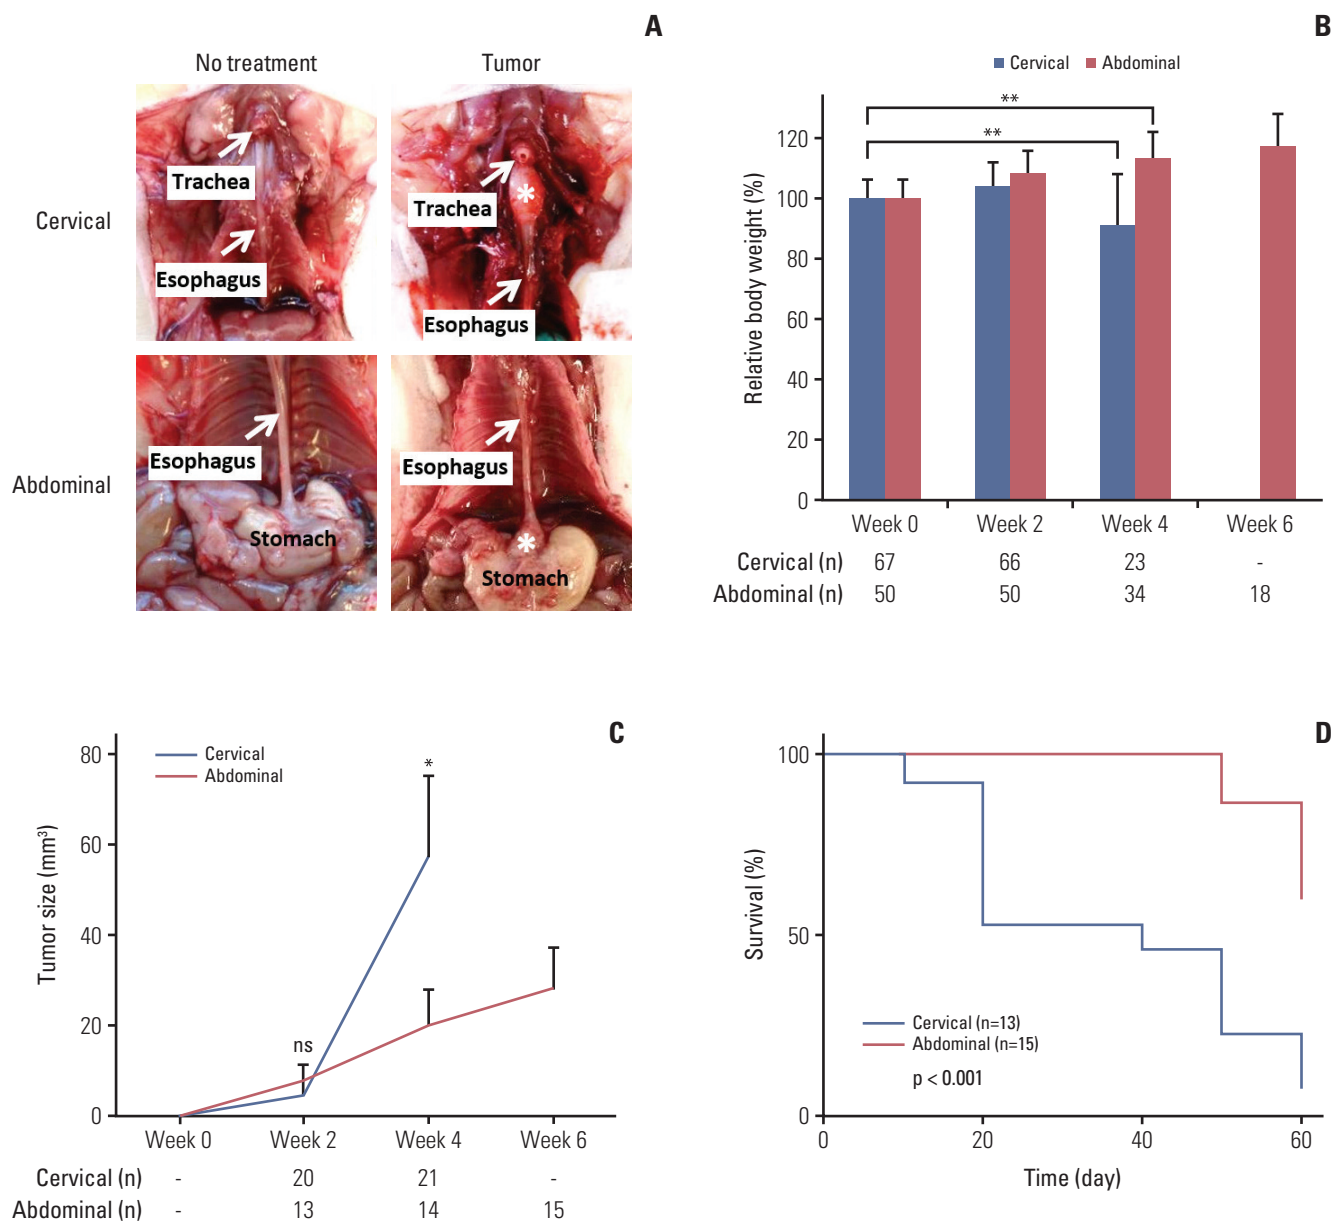 A
No treatment Tumor
Cervical
Trachea
Esophagus
Trachea
*
Esophagus
Abdominal
Esophagus
Stomach
Esophagus
*
Stomach
B
Cervical Abdominal
Relative body weight (%)
120
100
80
60
40
20
0
**
**
Week 0 Week 2 Week 4 Week 6
Cervical (n) 67 66 23 -
Abdominal (n) 50 50 34 18
C
Cervical
Abdominal
Tumor size (mm³)
80
60
40
20
0
ns
*
Week 0 Week 2 Week 4 Week 6
Cervical (n) - 20 21 -
Abdominal (n) - 13 14 15
D
Survival (%)
100
50
0
Cervical (n=13)
Abdominal (n=15)
p < 0.001
0 20 40 60
Time (day)